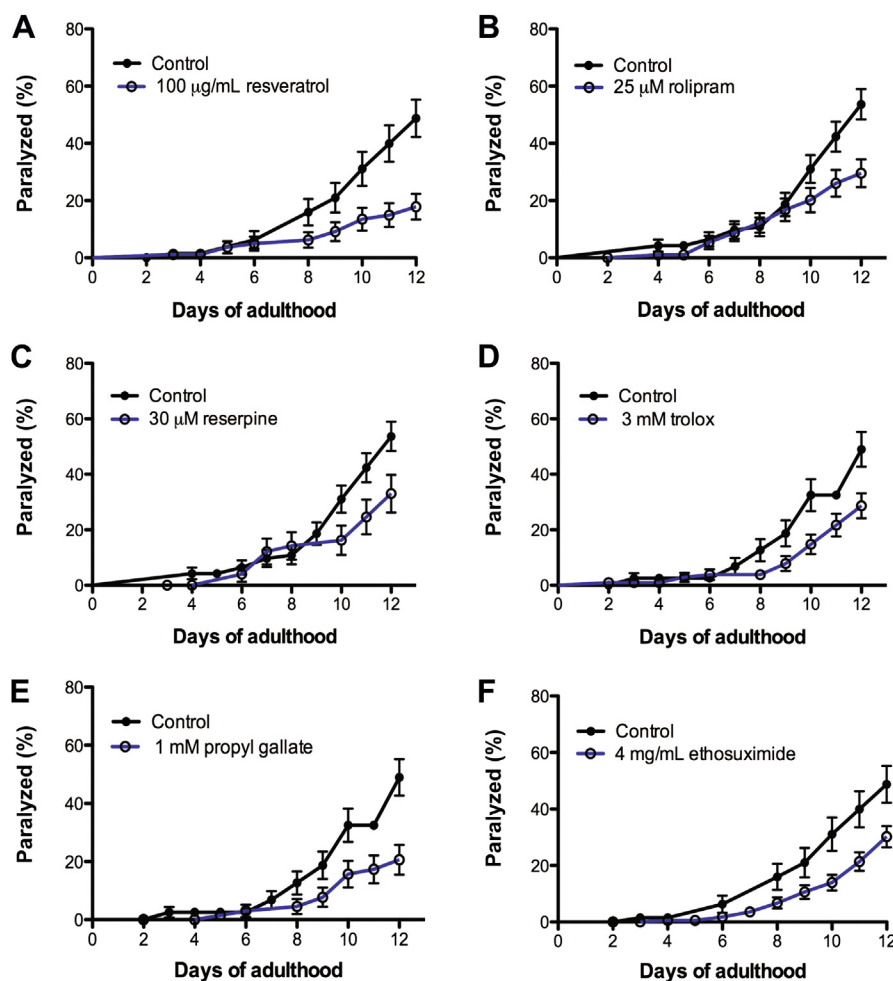 A
80
60
40
20
0
Paralyzed (%)
Control
100 μg/mL resveratrol
0 2 4 6 8 10 12
Days of adulthood
B
80
60
40
20
0
Paralyzed (%)
Control
25 μM rolipram
0 2 4 6 8 10 12
Days of adulthood
C
80
60
40
20
0
Paralyzed (%)
Control
30 μM reserpine
0 2 4 6 8 10 12
Days of adulthood
D
80
60
40
20
0
Paralyzed (%)
Control
3 mM trolox
0 2 4 6 8 10 12
Days of adulthood
E
80
60
40
20
0
Paralyzed (%)
Control
1 mM propyl gallate
0 2 4 6 8 10 12
Days of adulthood
F
80
60
40
20
0
Paralyzed (%)
Control
4 mg/mL ethosuximide
0 2 4 6 8 10 12
Days of adulthood